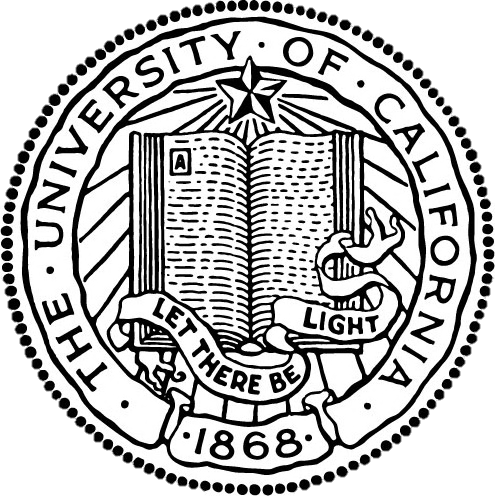 · THE · UNIVERSITY · OF · CALIFORNIA ·
A
LET THERE BE
LIGHT
· 1868 ·